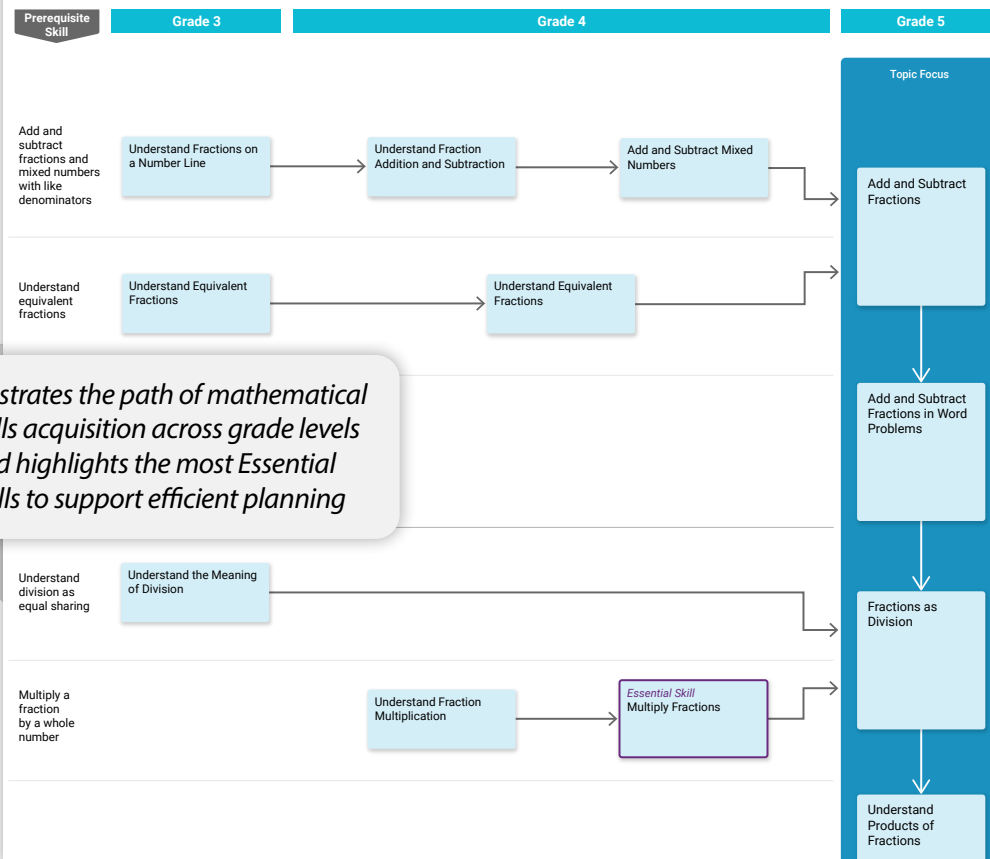 Prerequisite
Skill
Grade 3
Grade 4
Grade 5
Topic Focus
Add and
subtract
fractions and
mixed numbers
with like
denominators
Understand Fractions on
a Number Line
Understand Fraction
Addition and Subtraction
Add and Subtract Mixed
Numbers
Add and Subtract
Fractions
Understand
equivalent
fractions
Understand Equivalent
Fractions
Understand Equivalent
Fractions
the path of mathematical
acquisition across grade levels
highlights the most Essential
to support efficient planning
Add and Subtract
Fractions in Word
Problems
Understand
division as
equal sharing
Understand the Meaning
of Division
Fractions as
Division
Multiply a
fraction
by a whole
number
Understand Fraction
Multiplication
Essential Skill
Multiply Fractions
Understand
Products of
Fractions